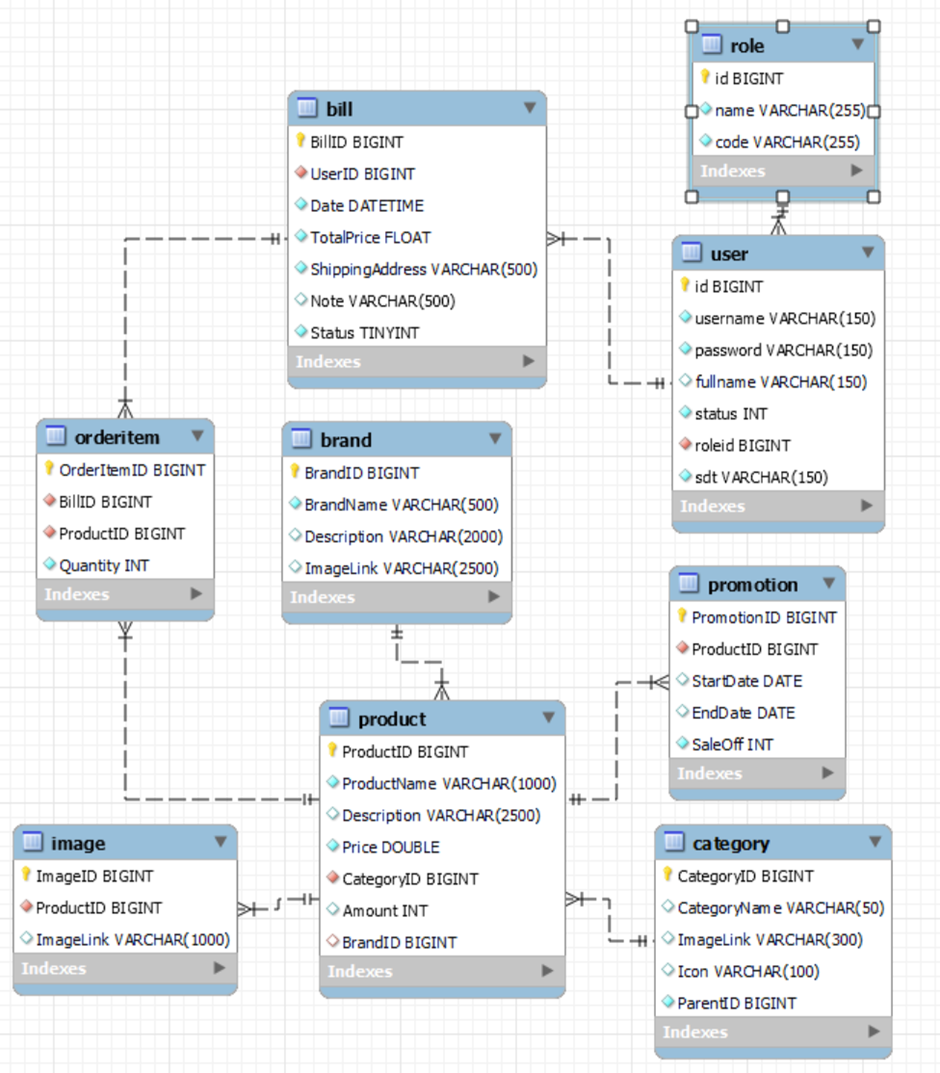 role
id BIGINT
name VARCHAR(255)
code VARCHAR(255)
Indexes
bill
BillID BIGINT
UserID BIGINT
Date DATETIME
TotalPrice FLOAT
ShippingAddress VARCHAR(500)
Note VARCHAR(500)
Status TINYINT
Indexes
user
id BIGINT
username VARCHAR(150)
password VARCHAR(150)
fullname VARCHAR(150)
status INT
roleid BIGINT
sdt VARCHAR(150)
Indexes
orderitem
OrderItemID BIGINT
BillID BIGINT
ProductID BIGINT
Quantity INT
Indexes
brand
BrandID BIGINT
BrandName VARCHAR(500)
Description VARCHAR(2000)
ImageLink VARCHAR(2500)
Indexes
promotion
PromotionID BIGINT
ProductID BIGINT
StartDate DATE
EndDate DATE
SaleOff INT
Indexes
product
ProductID BIGINT
ProductName VARCHAR(1000)
Description VARCHAR(2500)
Price DOUBLE
CategoryID BIGINT
Amount INT
BrandID BIGINT
Indexes
image
ImageID BIGINT
ProductID BIGINT
ImageLink VARCHAR(1000)
Indexes
category
CategoryID BIGINT
CategoryName VARCHAR(50)
ImageLink VARCHAR(300)
Icon VARCHAR(100)
ParentID BIGINT
Indexes